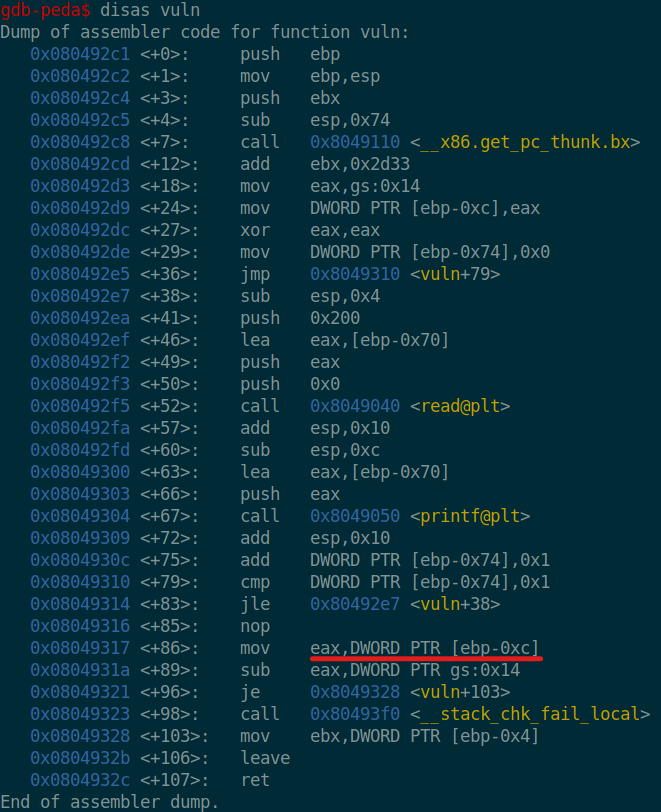 gdb-peda$ disas vuln
Dump of assembler code for function vuln:
0x080492c1 <+0>: push ebp
0x080492c2 <+1>: mov ebp,esp
0x080492c4 <+3>: push ebx
0x080492c5 <+4>: sub esp,0x74
0x080492c8 <+7>: call 0x8049110 <__x86.get_pc_thunk.bx>
0x080492cd <+12>: add ebx,0x2d33
0x080492d3 <+18>: mov eax,gs:0x14
0x080492d9 <+24>: mov DWORD PTR [ebp-0xc],eax
0x080492dc <+27>: xor eax,eax
0x080492de <+29>: mov DWORD PTR [ebp-0x74],0x0
0x080492e5 <+36>: jmp 0x8049310 <vuln+79>
0x080492e7 <+38>: sub esp,0x4
0x080492ea <+41>: push 0x200
0x080492ef <+46>: lea eax,[ebp-0x70]
0x080492f2 <+49>: push eax
0x080492f3 <+50>: push 0x0
0x080492f5 <+52>: call 0x8049040 <read@plt>
0x080492fa <+57>: add esp,0x10
0x080492fd <+60>: sub esp,0xc
0x08049300 <+63>: lea eax,[ebp-0x70]
0x08049303 <+66>: push eax
0x08049304 <+67>: call 0x8049050 <printf@plt>
0x08049309 <+72>: add esp,0x10
0x0804930c <+75>: add DWORD PTR [ebp-0x74],0x1
0x08049310 <+79>: cmp DWORD PTR [ebp-0x74],0x1
0x08049314 <+83>: jle 0x80492e7 <vuln+38>
0x08049316 <+85>: nop
0x08049317 <+86>: mov eax,DWORD PTR [ebp-0xc]
0x0804931a <+89>: sub eax,DWORD PTR gs:0x14
0x08049321 <+96>: je 0x8049328 <vuln+103>
0x08049323 <+98>: call 0x80493f0 <__stack_chk_fail_local>
0x08049328 <+103>: mov ebx,DWORD PTR [ebp-0x4]
0x0804932b <+106>: leave
0x0804932c <+107>: ret
End of assembler dump.